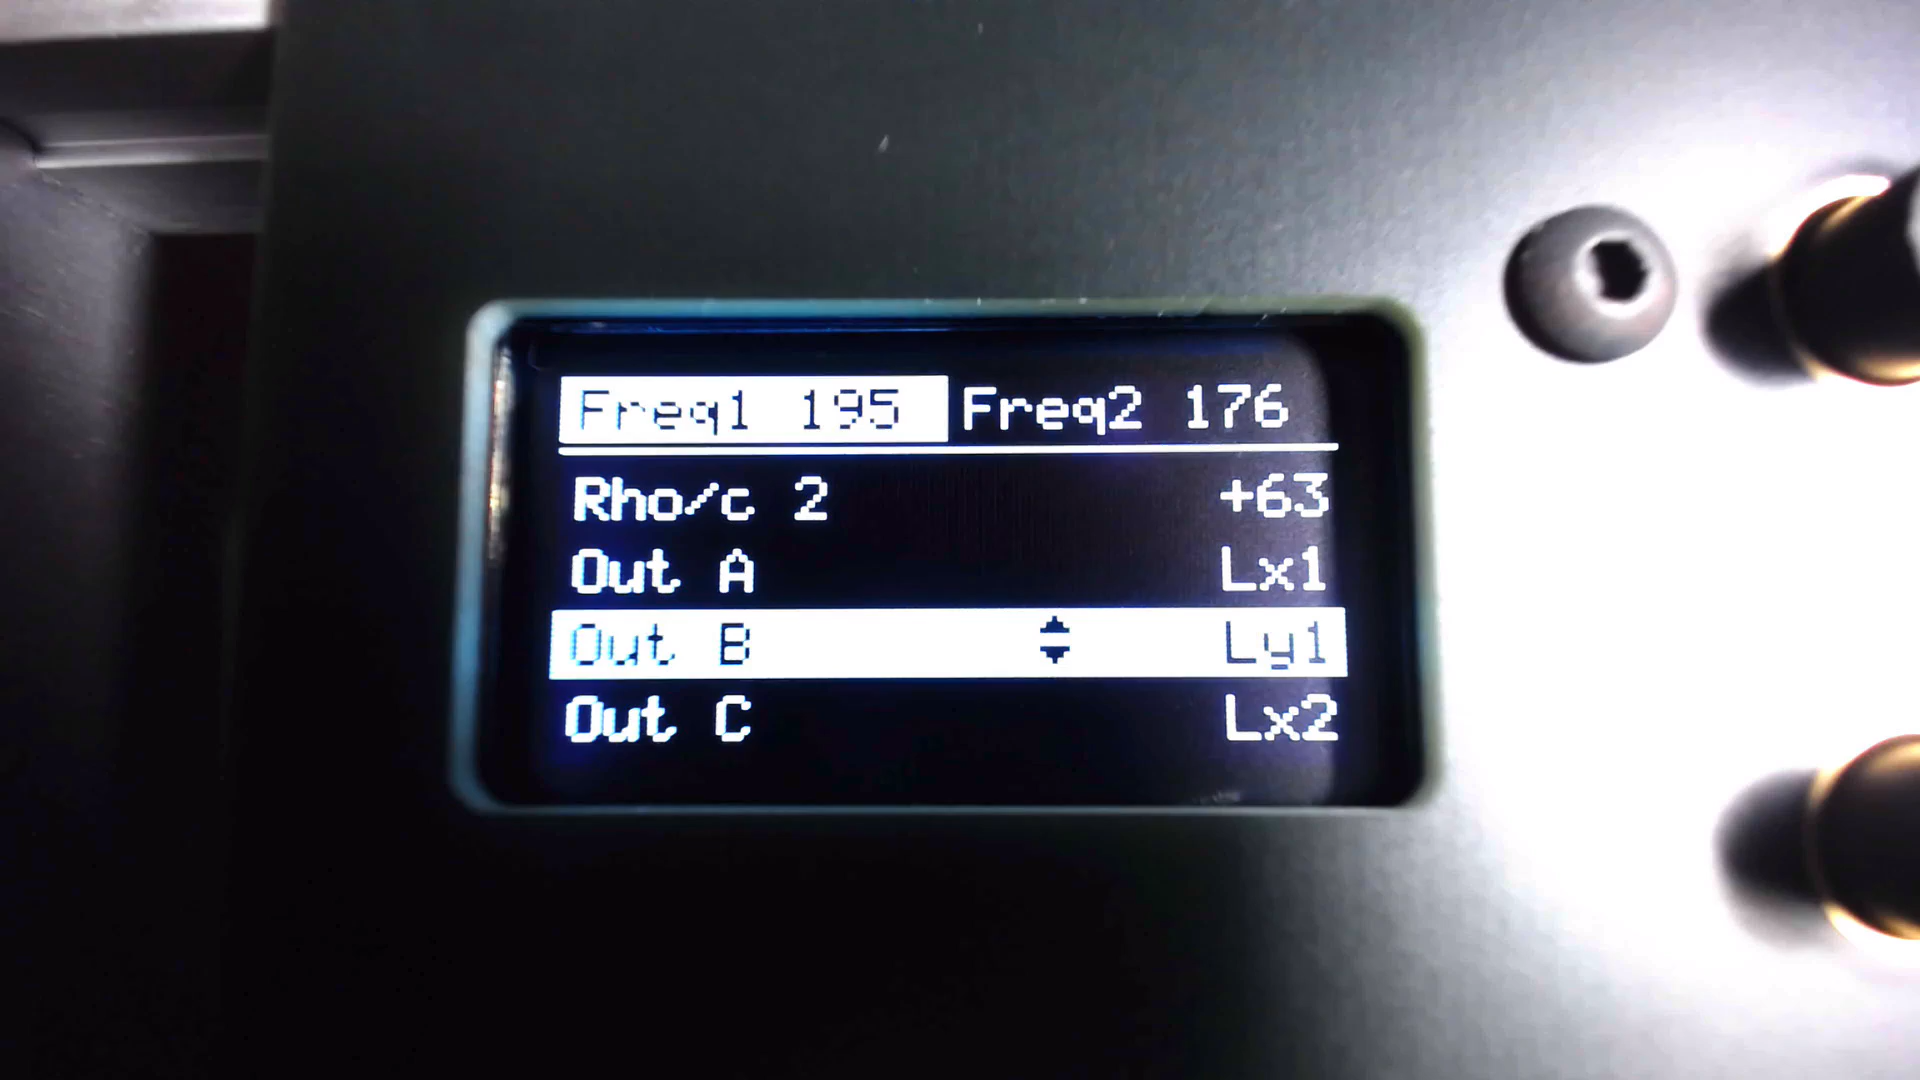 Freq1 195 Freq2 176
Rho/c 2 +63
Out A Lx1
Out B Ly1
Out C Lx2